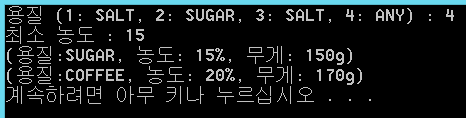 용질 (1: SALT, 2: SUGAR, 3: SALT, 4: ANY) : 4
최소 농도 : 15
(용질:SUGAR, 농도: 15%, 무게: 150g)
(용질:COFFEE, 농도: 20%, 무게: 170g)
계속하려면 아무 키나 누르십시오 . . .